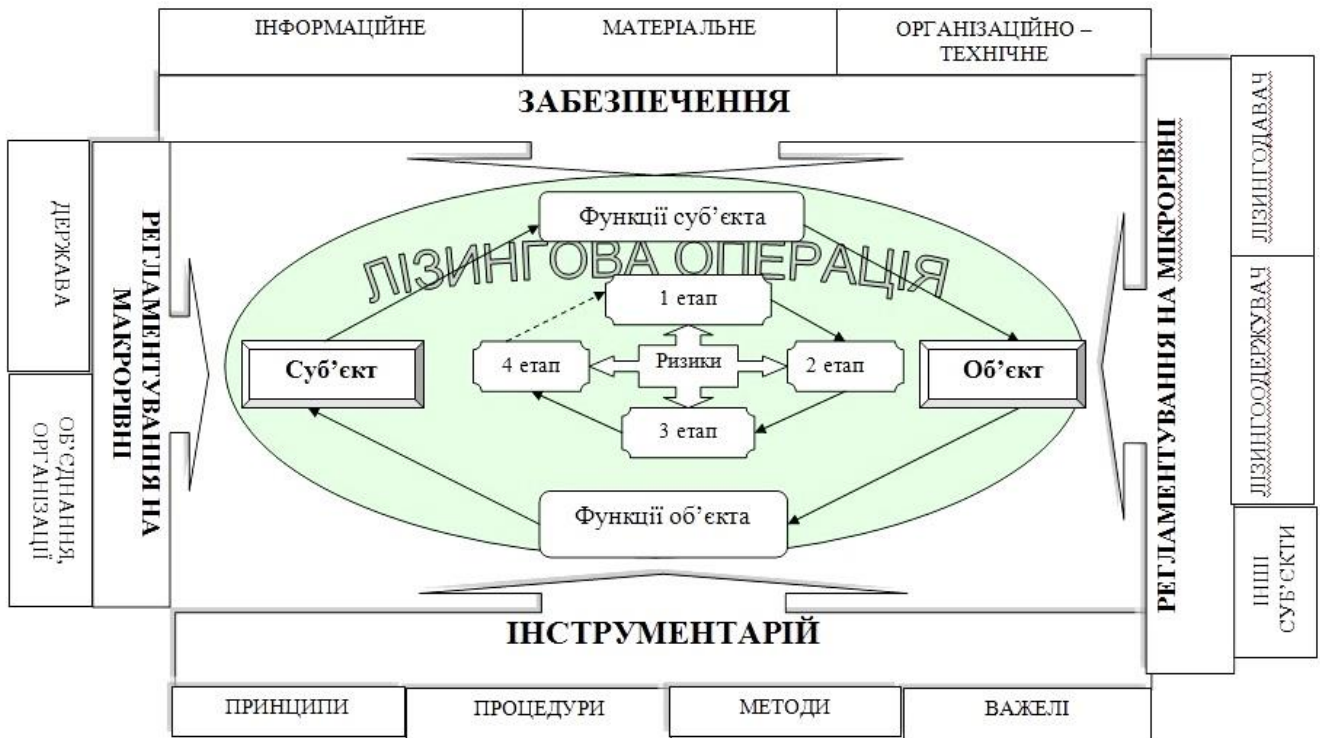 ІНФОРМАЦІЙНЕ
МАТЕРІАЛЬНЕ
ОРГАНІЗАЦІЙНО –
ТЕХНІЧНЕ
ЗАБЕЗПЕЧЕННЯ
ДЕРЖАВА
ОБ’ЄДНАННЯ,
ОРГАНІЗАЦІЇ
РЕГЛАМЕНТУВАННЯ НА
МАКРОРІВНІ
Функції суб’єкта
ЛІЗИНГОВА ОПЕРАЦІЯ
1 етап
Суб’єкт
4 етап
Ризики
2 етап
Об’єкт
3 етап
Функції об’єкта
РЕГЛАМЕНТУВАННЯ НА МІКРОРІВНІ
ЛІЗИНГОДАВАЧ
ЛІЗИНГООДЕРЖУВАЧ
ІНШІ
СУБ’ЄКТИ
ІНСТРУМЕНТАРІЙ
ПРИНЦИПИ
ПРОЦЕДУРИ
МЕТОДИ
ВАЖЕЛІ